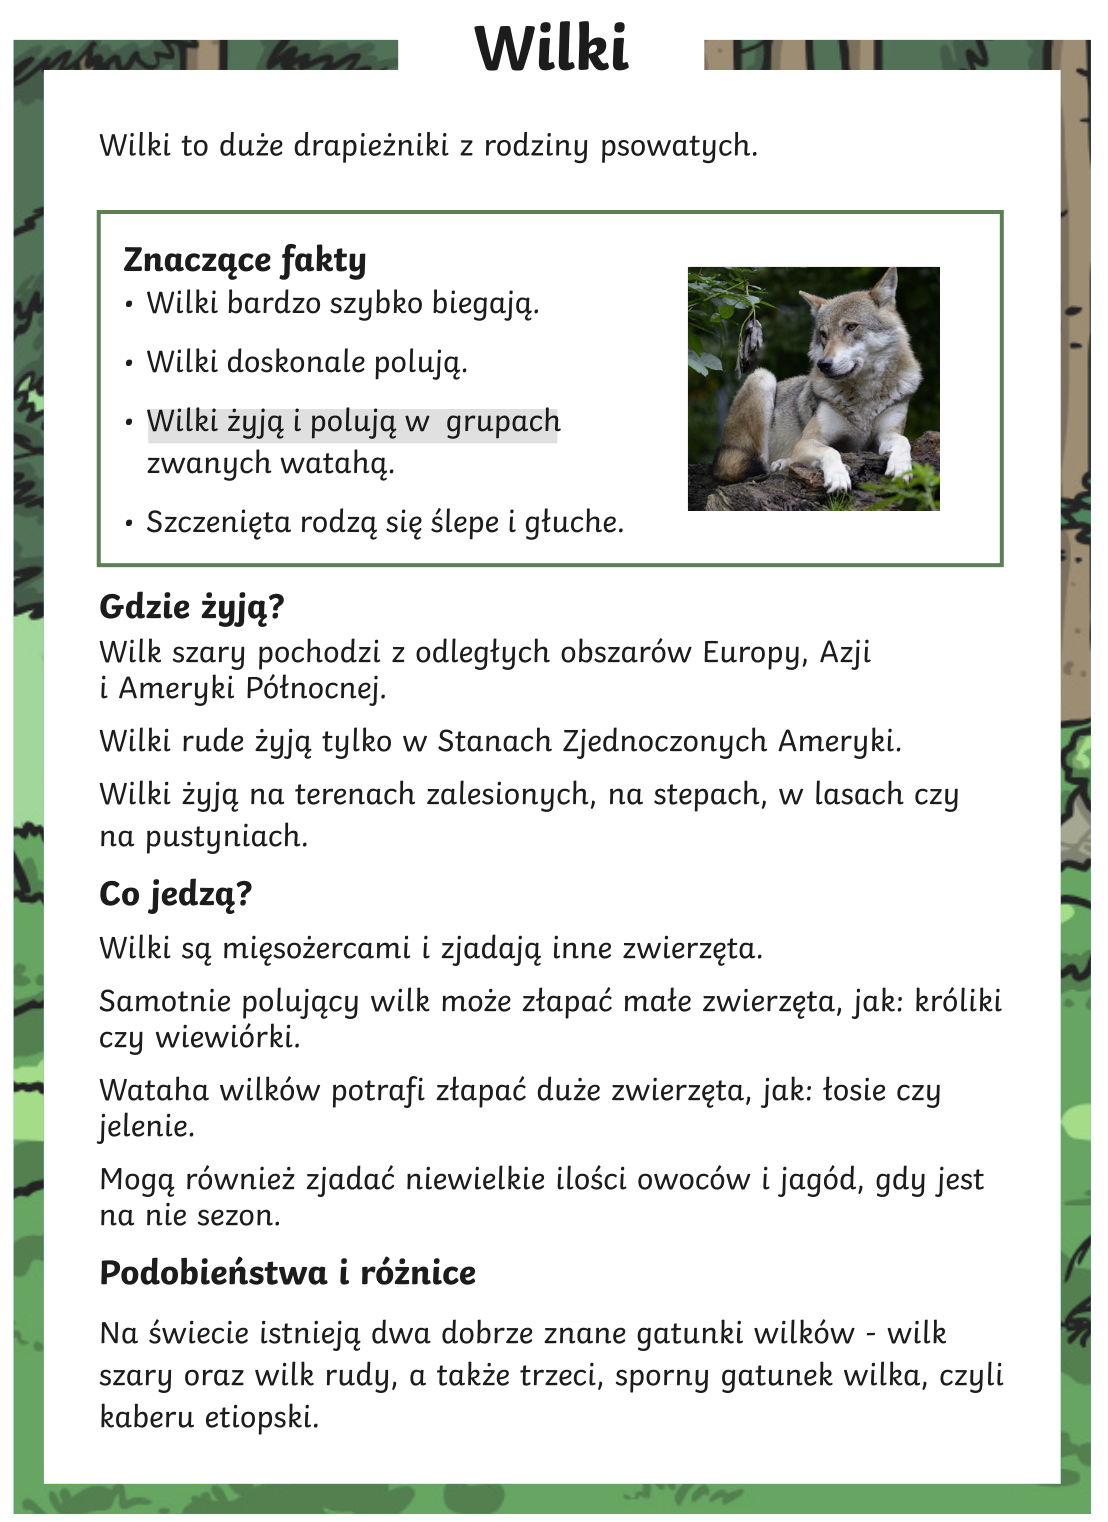 Wilki
Wilki to duże drapieżniki z rodziny psowatych.
Znaczące fakty
• Wilki bardzo szybko biegają.
• Wilki doskonale polują.
• Wilki żyją i polują w  grupach
zwanych watahą.
• Szczenięta rodzą się ślepe i głuche.
Gdzie żyją?
Wilk szary pochodzi z odległych obszarów Europy, Azji
i Ameryki Północnej.
Wilki rude żyją tylko w Stanach Zjednoczonych Ameryki.
Wilki żyją na terenach zalesionych, na stepach, w lasach czy
na pustyniach.
Co jedzą?
Wilki są mięsożercami i zjadają inne zwierzęta.
Samotnie polujący wilk może złapać małe zwierzęta, jak: króliki
czy wiewiórki.
Wataha wilków potrafi złapać duże zwierzęta, jak: łosie czy
jelenie.
Mogą również zjadać niewielkie ilości owoców i jagód, gdy jest
na nie sezon.
Podobieństwa i różnice
Na świecie istnieją dwa dobrze znane gatunki wilków - wilk
szary oraz wilk rudy, a także trzeci, sporny gatunek wilka, czyli
kaberu etiopski.